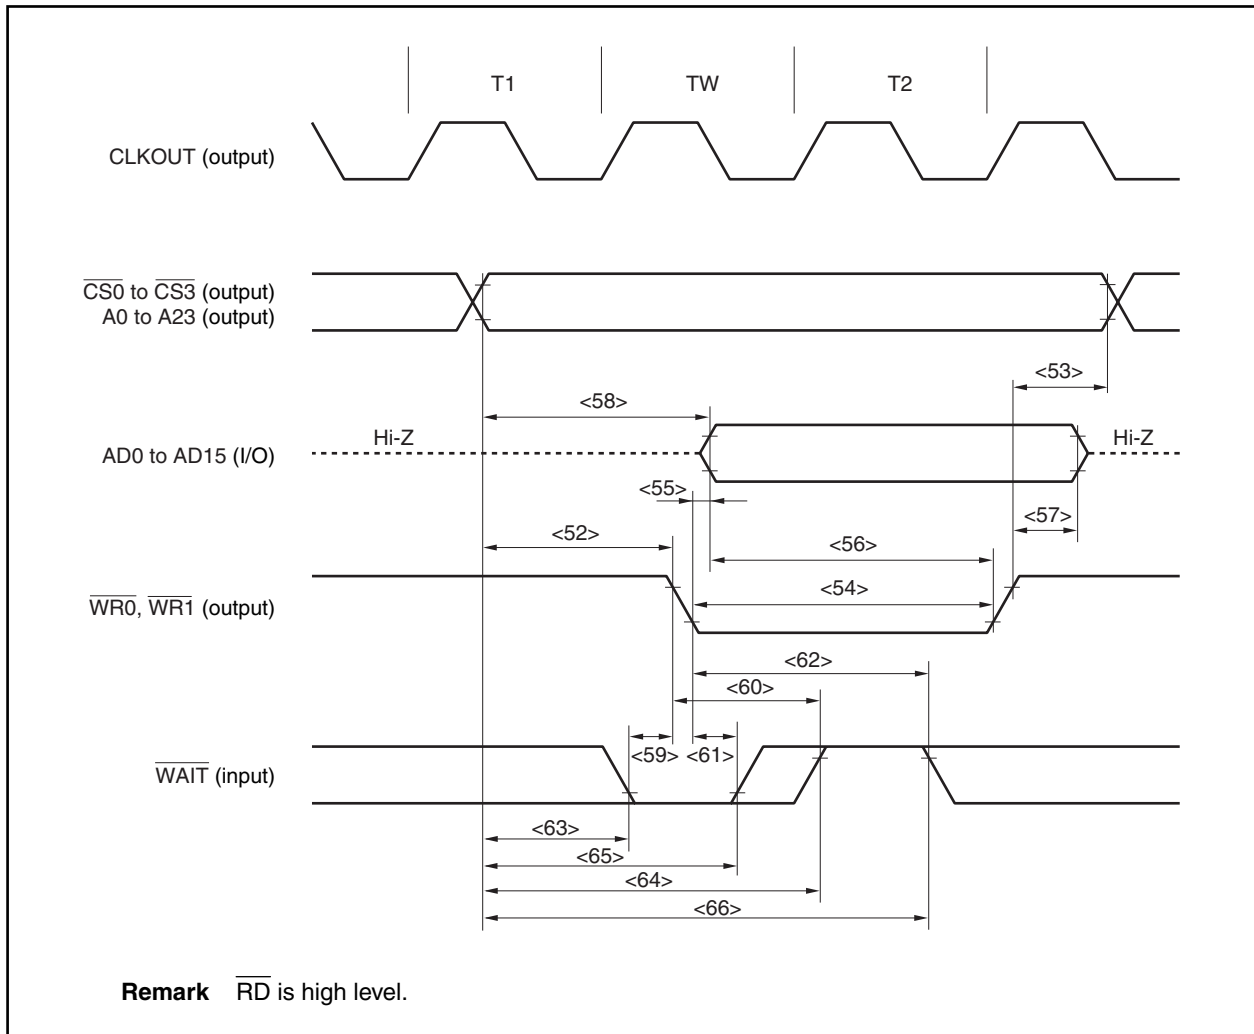 T1 TW T2
CLKOUT (output)
CS0 to CS3 (output)
A0 to A23 (output)
<53>
<58>
Hi-Z Hi-Z
AD0 to AD15 (I/O)
<55>
<57>
<52>
<56>
<54>
WR0, WR1 (output)
<62>
<60>
<59> <61>
WAIT (input)
<63>
<65>
<64>
<66>
Remark RD is high level.